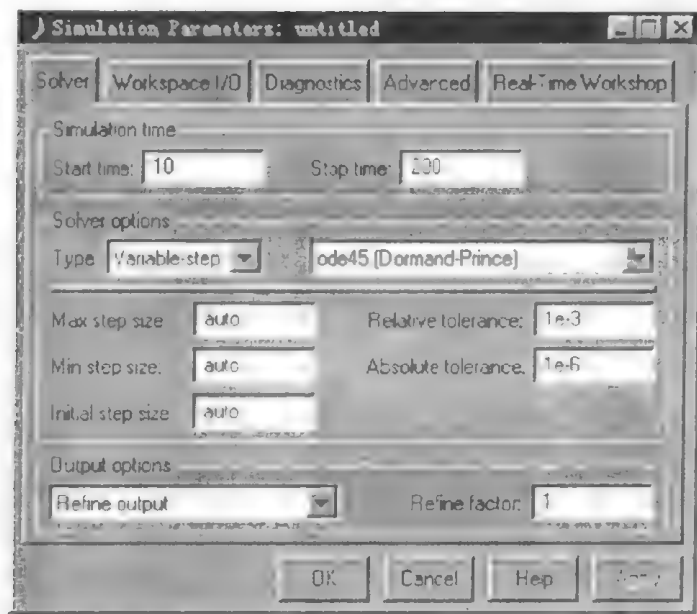 Simulation Parameters: untitled
Solver Workspace I/O Diagnostics Advanced Real-Time Workshop
Simulation time
Start time: 10 Stop time: 200
Solver options
Type Variable-step ode45 (Dormand-Prince)
Max step size auto Relative tolerance: 1e-3
Min step size: auto Absolute tolerance: 1e-6
Initial step size auto
Output options
Refine output Refine factor: 1
OK Cancel Help Apply